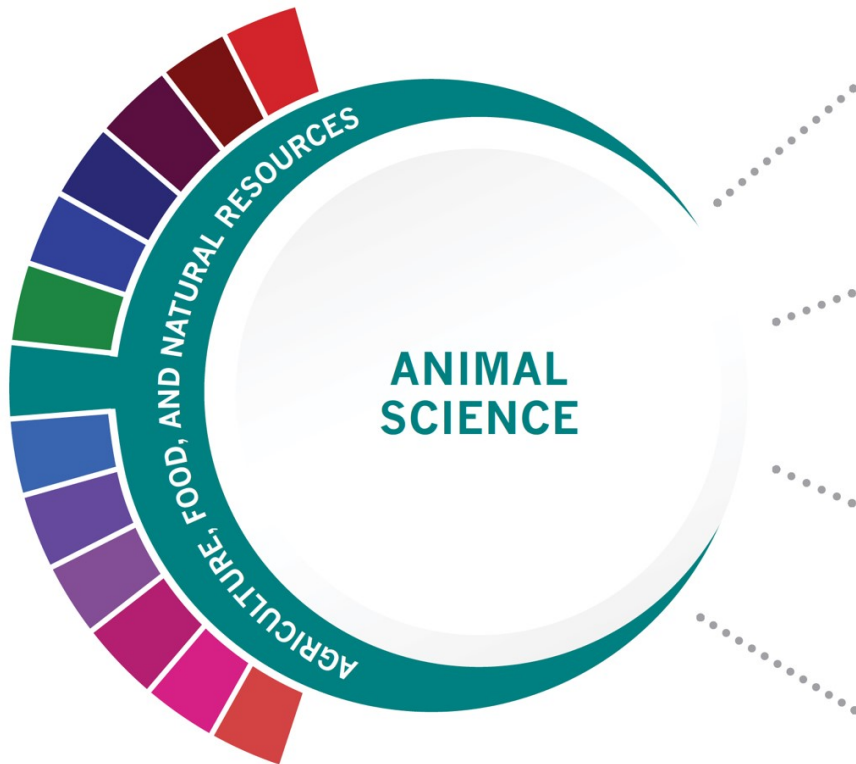 AGRICULTURE, FOOD, AND NATURAL RESOURCES
ANIMAL
SCIENCE